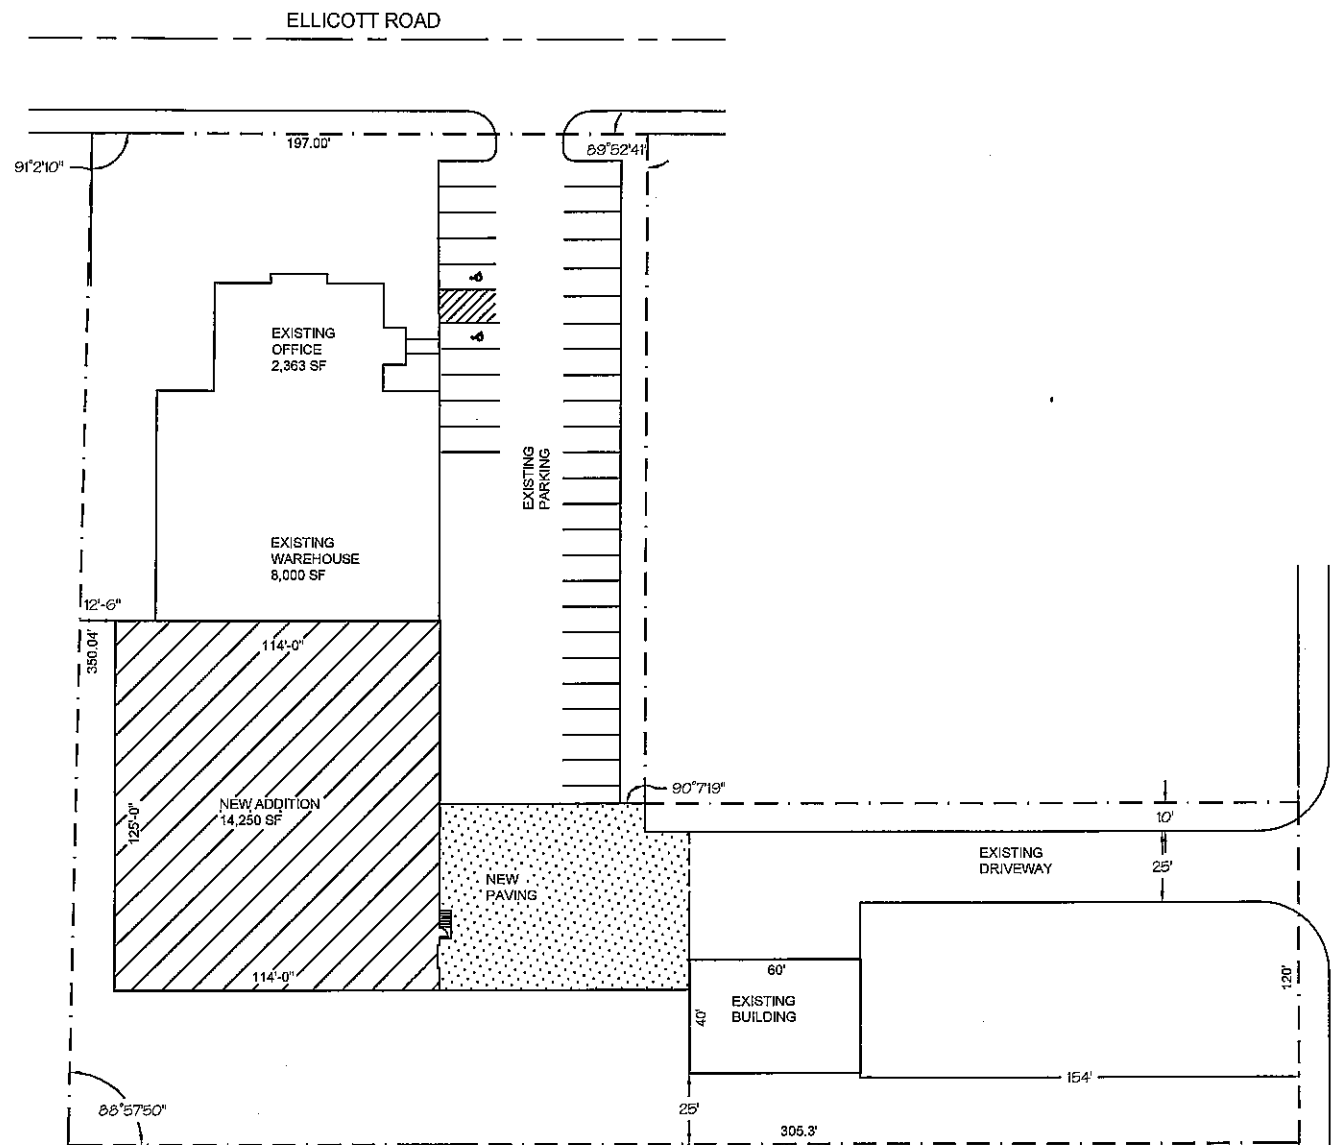 ELLICOTT ROAD
197.00'
91°2'10"
89°52'41"
EXISTING
OFFICE
2,363 SF
EXISTING
PARKING
EXISTING
WAREHOUSE
8,000 SF
12'-6"
350.04'
114'-0"
NEW ADDITION
14,250 SF
125'-0"
90°7'19"
10'
EXISTING
DRIVEWAY
25'
NEW
PAVING
114'-0"
60'
40'
EXISTING
BUILDING
120'
154'
88°57'50"
25'
305.3'